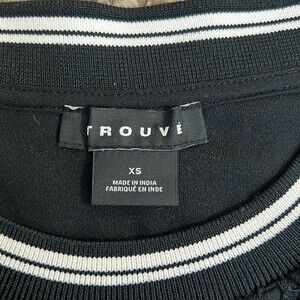 TROUVÉ
XS
MADE IN INDIA
FABRIQUÉ EN INDE